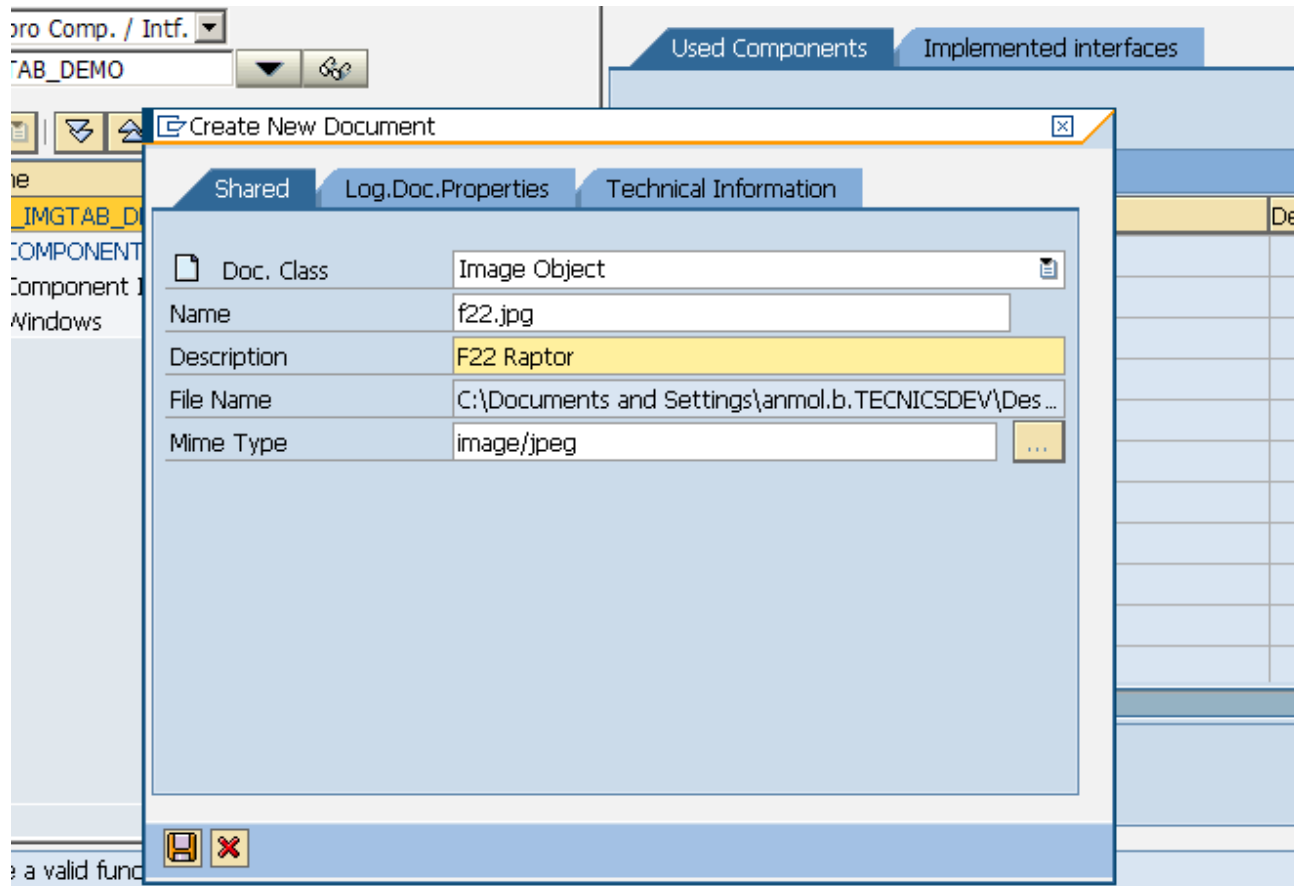 Comp. / Intf.
TAB_DEMO
Used Components
Implemented interfaces
Create New Document
Shared
Log.Doc.Properties
Technical Information
_IMGTAB_D
COMPONENT
Component
Windows
Doc. Class
Image Object
Name
f22.jpg
Description
F22 Raptor
File Name
C:\Documents and Settings\anmol.b.TECNICSDEV\Des...
Mime Type
image/jpeg
...
De
a valid func